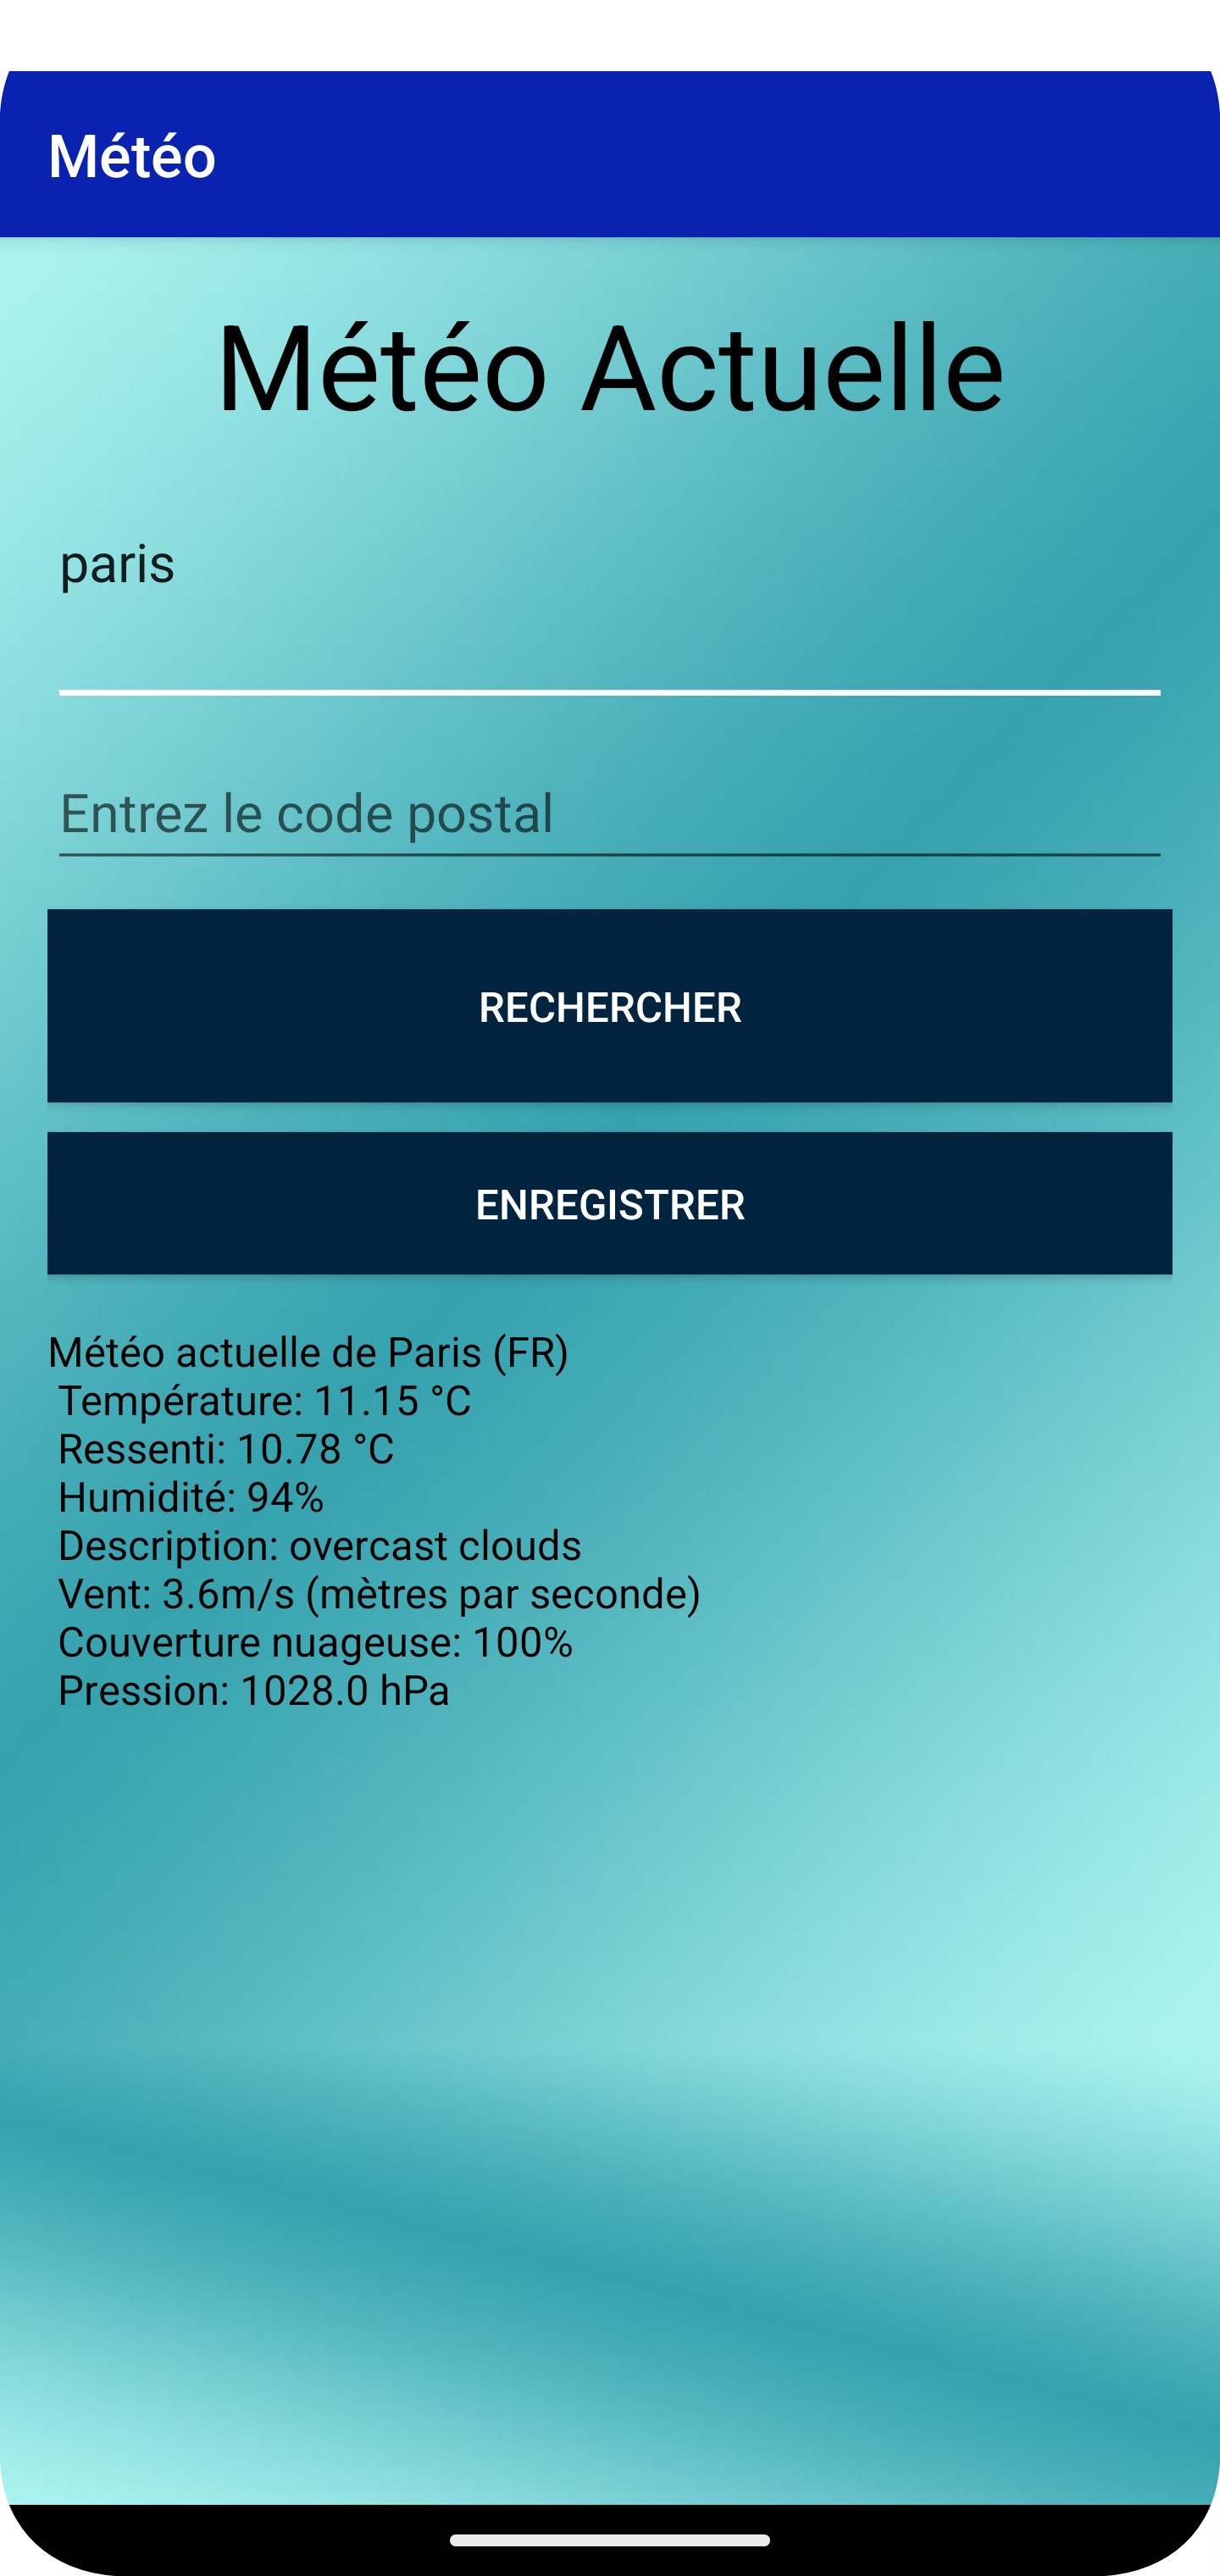 Météo
Météo Actuelle
paris
Entrez le code postal
RECHERCHER
ENREGISTRER
Météo actuelle de Paris (FR)
Température: 11.15 °C
Ressenti: 10.78 °C
Humidité: 94%
Description: overcast clouds
Vent: 3.6m/s (mètres par seconde)
Couverture nuageuse: 100%
Pression: 1028.0 hPa